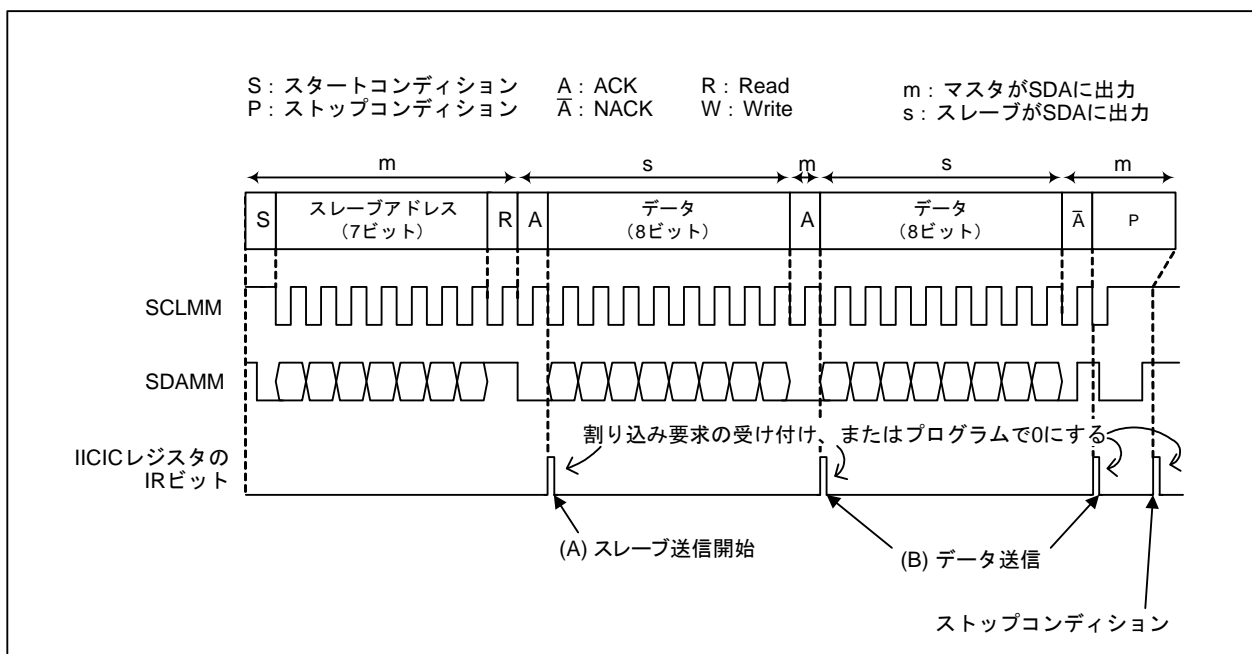 S : スタートコンディション A : ACK R : Read m : マスタがSDAに出力
P : ストップコンディション A̅ : NACK W : Write s : スレーブがSDAに出力
m s m s m
S スレーブアドレス (7ビット) R A データ (8ビット) A データ (8ビット) A̅ P
SCLMM
SDAMM
割り込み要求の受け付け、またはプログラムで0にする
IICICレジスタの
IRビット
(A) スレーブ送信開始
(B) データ送信
ストップコンディション